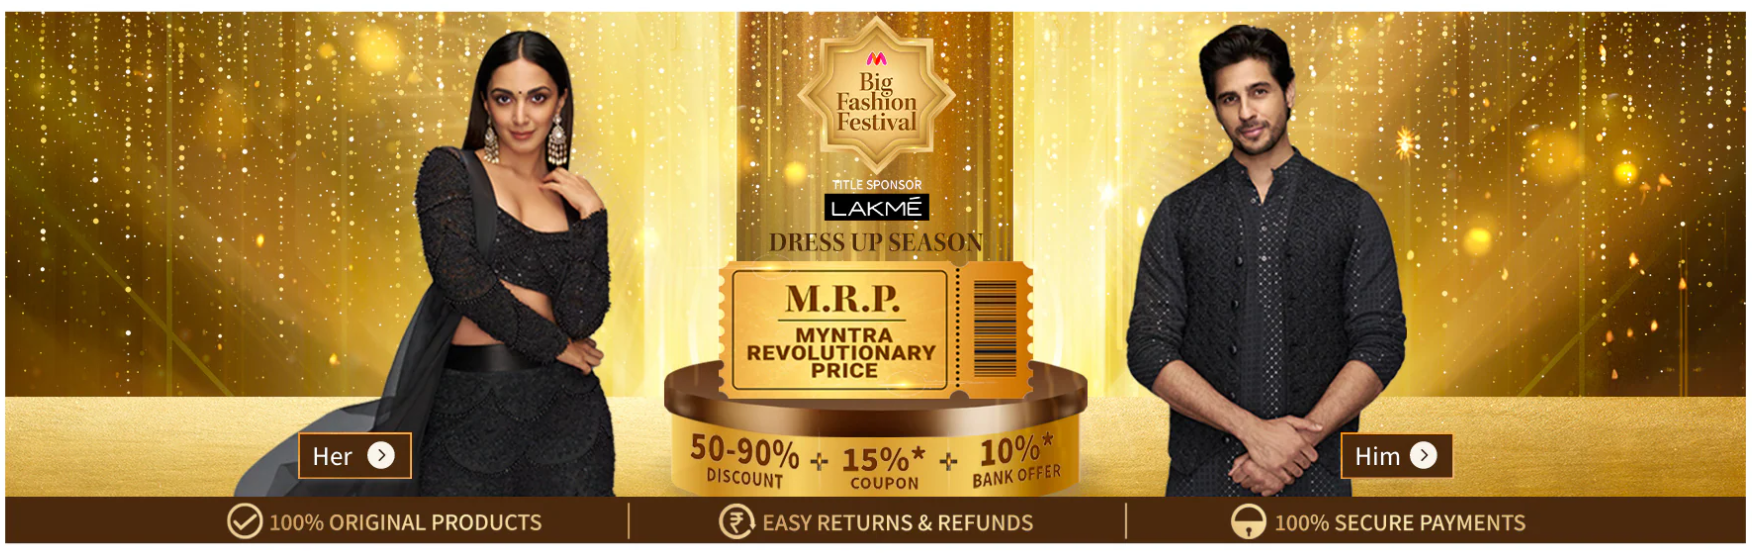 Big
Fashion
Festival
TITLE SPONSOR
LAKMÉ
DRESS UP SEASON
M.R.P.
MYNTRA
REVOLUTIONARY
PRICE
50-90% + 15%* + 10%*
DISCOUNT COUPON BANK OFFER
Her
Him
100% ORIGINAL PRODUCTS
EASY RETURNS & REFUNDS
100% SECURE PAYMENTS